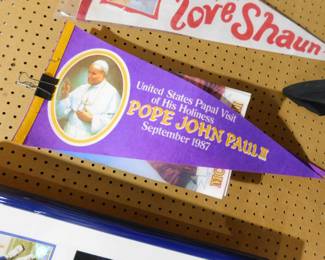 love Shaun
United States Papal Visit
of His Holiness
POPE JOHN PAUL II
September 1987